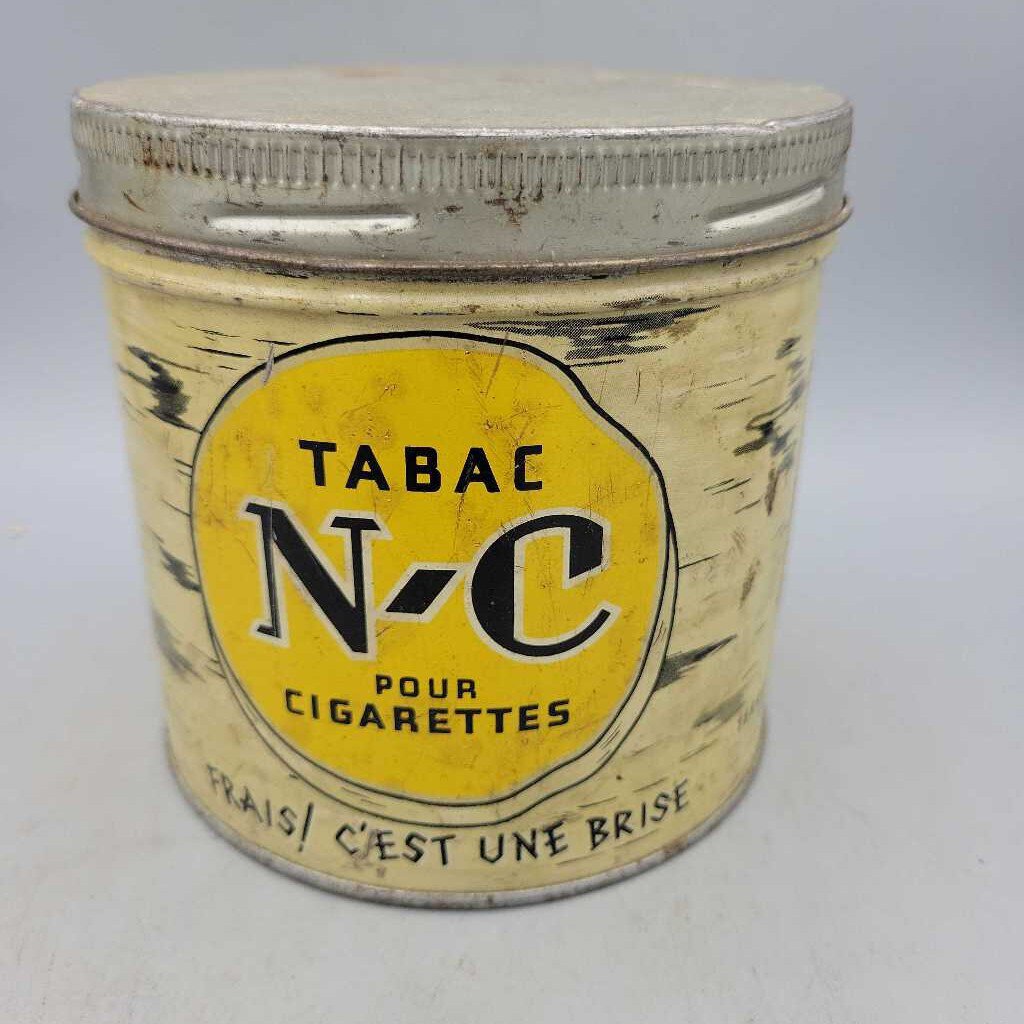 TABAC
N-C
POUR
CIGARETTES
FRAIS! C'EST UNE BRISE